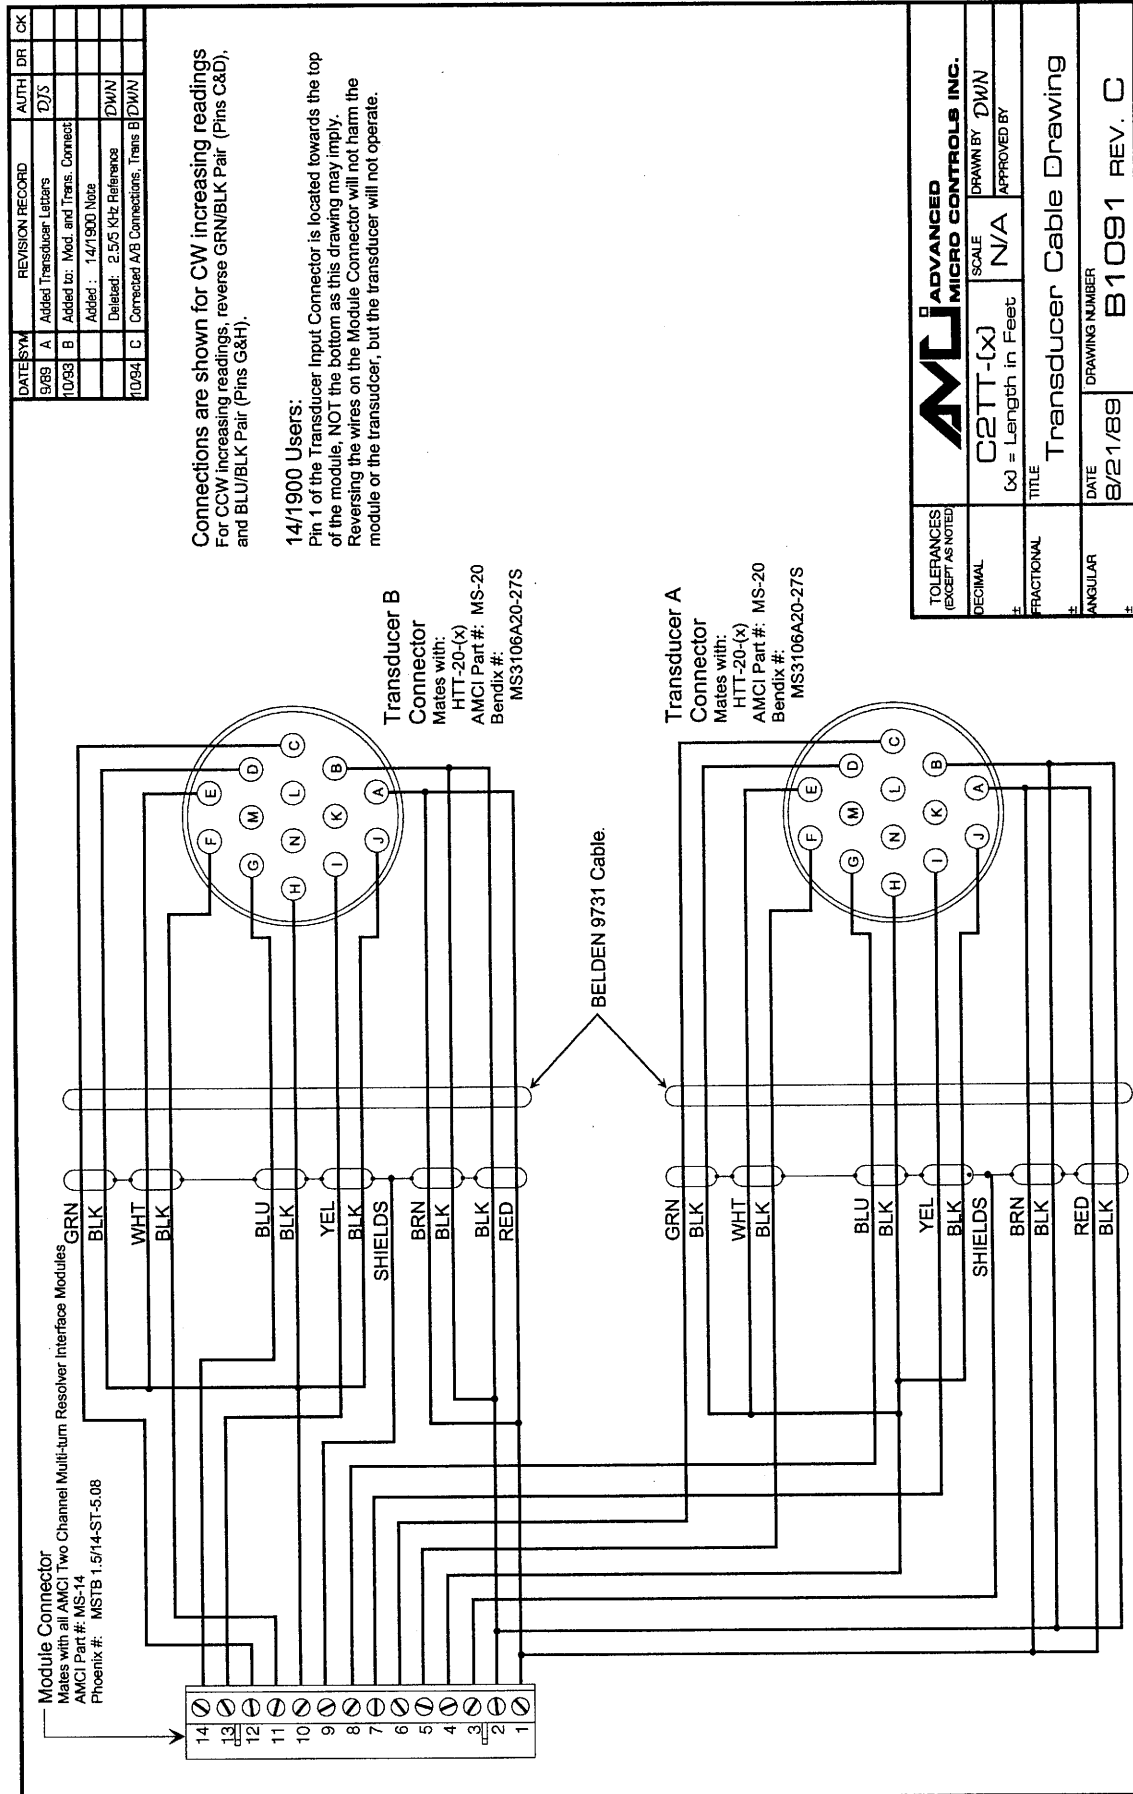 Module Connector
Mates with all AMCI Two Channel Multi-turn Resolver Interface Modules
AMCI Part #: MS-14
Phoenix #: MSTB 1.5/14-ST-5.08
14
13
12
11
10
9
8
7
6
5
4
3
2
1
GRN
BLK
WHT
BLK
BLU
BLK
YEL
BLK
SHIELDS
BRN
BLK
BLK
RED
GRN
BLK
WHT
BLK
BLU
BLK
YEL
BLK
SHIELDS
BRN
BLK
RED
BLK
BELDEN 9731 Cable.
F
E
D
C
G
M
L
B
H
N
K
A
I
J
Transducer B
Connector
Mates with:
HTT-20-(x)
AMCI Part #: MS-20
Bendix #:
MS3106A20-27S
F
E
D
C
G
M
L
B
H
N
K
A
I
J
Transducer A
Connector
Mates with:
HTT-20-(x)
AMCI Part #: MS-20
Bendix #:
MS3106A20-27S
Connections are shown for CW increasing readings
For CCW increasing readings, reverse GRN/BLK Pair (Pins C&D),
and BLU/BLK Pair (Pins G&H).
14/1900 Users:
Pin 1 of the Transducer Input Connector is located towards the top
of the module, NOT the bottom as this drawing may imply.
Reversing the wires on the Module Connector will not harm the
module or the transudcer, but the transducer will not operate.
DATE SYM REVISION RECORD AUTH DR CK
9/89 A Added Transducer Letters DJS
10/93 B Added to: Mod. and Trans. Connect
Added : 14/1900 Note
Deleted: 2.5/5 KHz Reference DWN
10/94 C Corrected A/B Connections, Trans B DWN
TOLERANCES
(EXCEPT AS NOTED)
DECIMAL
±
FRACTIONAL
±
ANGULAR
±
AMCI ADVANCED
MICRO CONTROLS INC.
C2TT-(x)
(x) = Length in Feet
SCALE
N/A
DRAWN BY DWN
APPROVED BY
TITLE
Transducer Cable Drawing
DATE
8/21/89
DRAWING NUMBER
B1091 REV. C